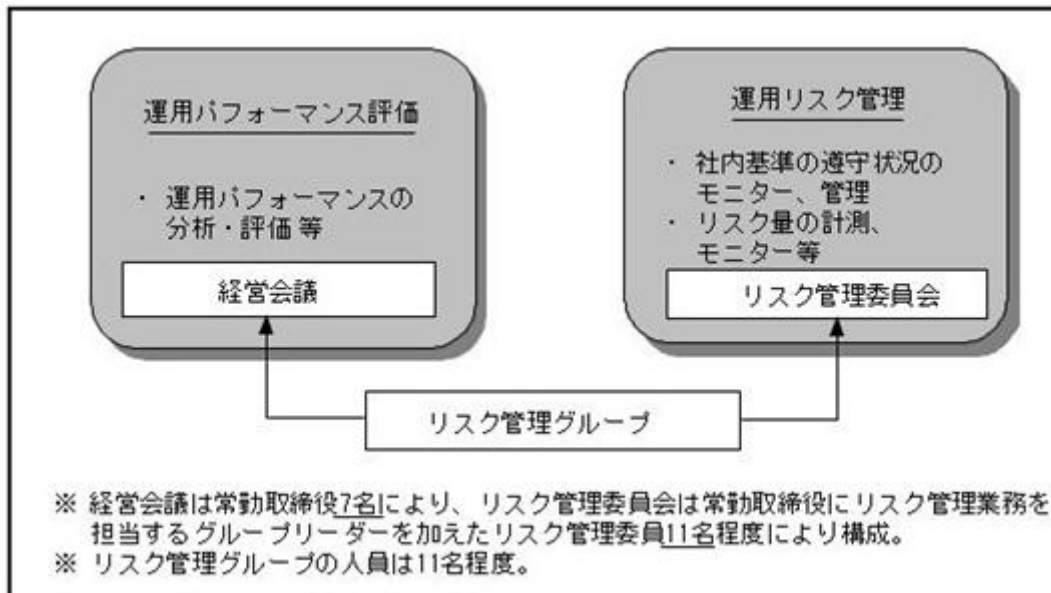 運用パフォーマンス評価
・ 運用パフォーマンスの
分析・評価 等
経営会議
運用リスク管理
・ 社内基準の遵守状況の
モニター、管理
・ リスク量の計測、
モニター等
リスク管理委員会
リスク管理グループ
※ 経営会議は常勤取締役7名により、リスク管理委員会は常勤取締役にリスク管理業務を
担当するグループリーダーを加えたリスク管理委員11名程度により構成。
※ リスク管理グループの人員は11名程度。